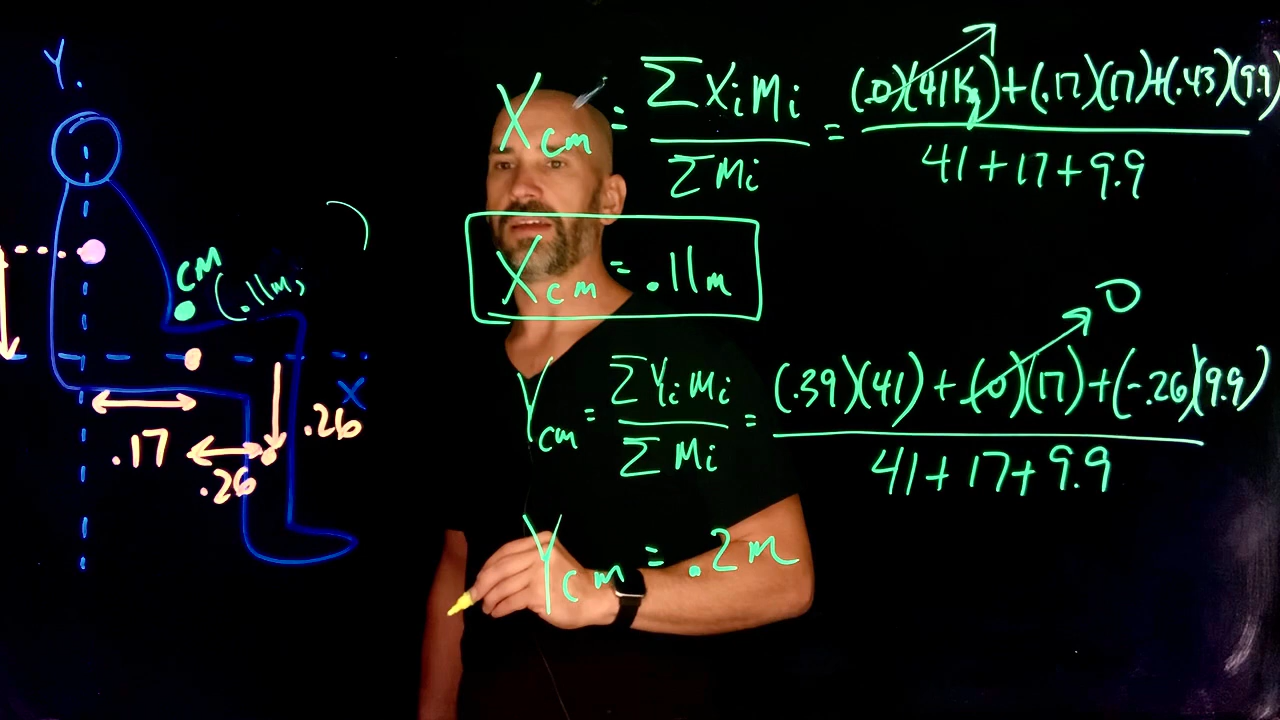 Y.
CM
(.11m,
X
.17
.26
.26
Xcm = ΣXiMi / ΣMi = (.0)(41Kg)+(.17)(17)+(.43)(9.9) / 41+17+9.9
Xcm = .11m
Ycm = ΣYiMi / ΣMi = (.39)(41) + (0)(17)+(-.26)(9.9) / 41+17+9.9
0
Ycm = .2m